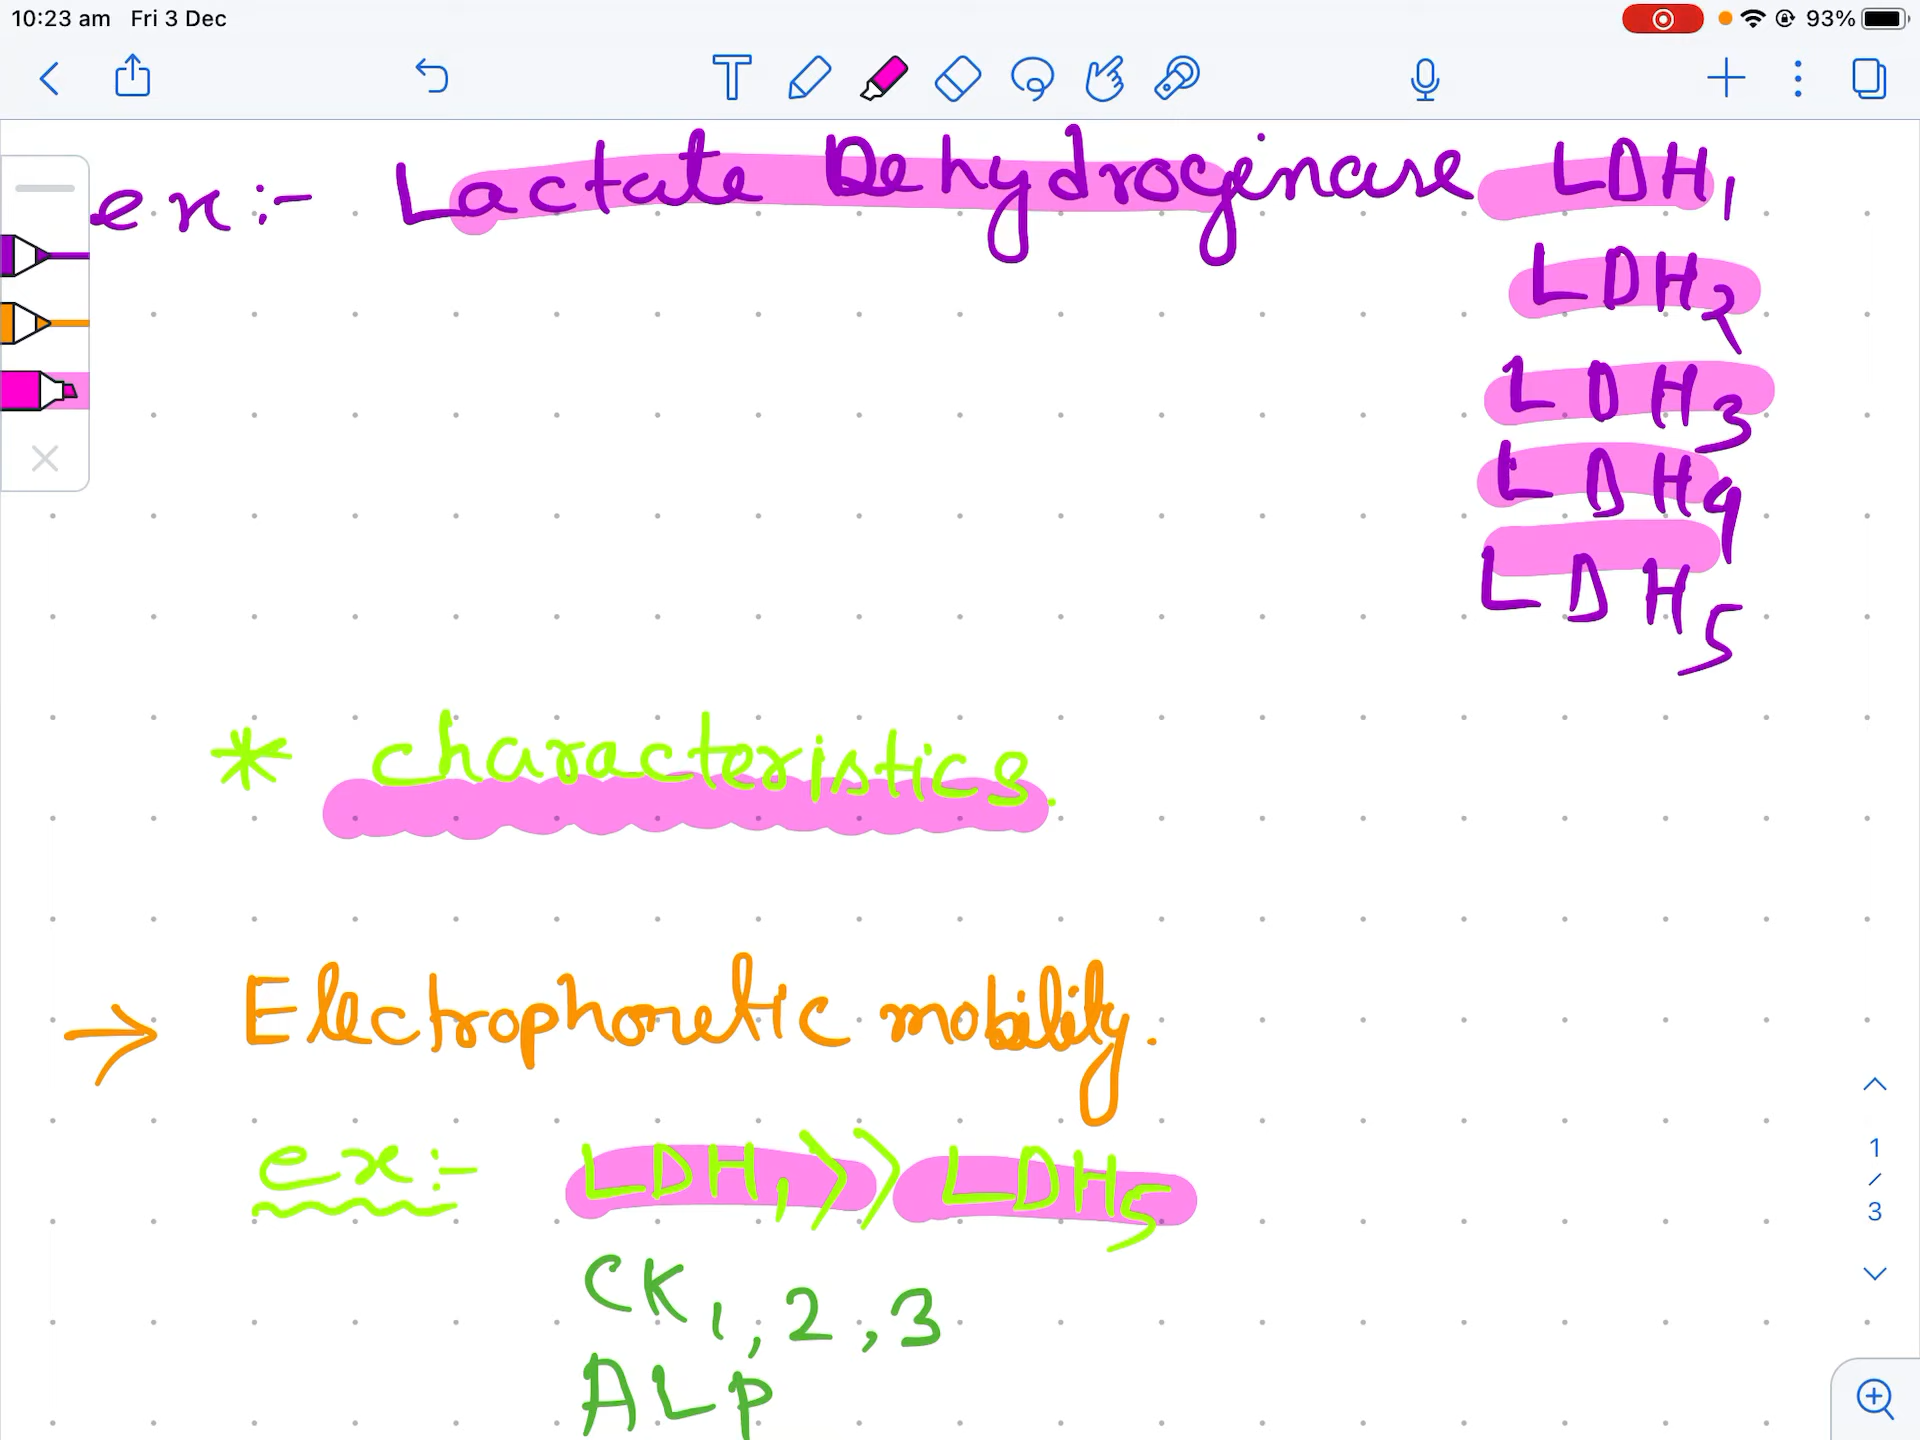 10:23 am Fri 3 Dec 93%
ex:- Lactate Dehydroginase LDH1
LDH2
LDH3
LDH4
LDH5
* characteristics.
→ Electrophoretic mobility.
ex:- LDH1 >> LDH5
CK1, 2, 3
ALP
1
/
3